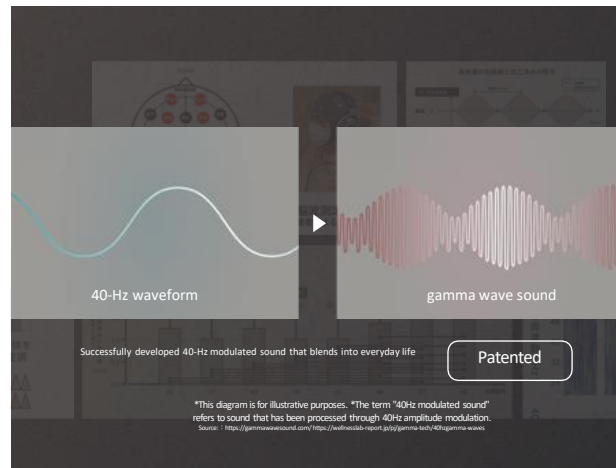 40-Hz waveform
gamma wave sound
Successfully developed 40-Hz modulated sound that blends into everyday life
Patented
*This diagram is for illustrative purposes. *The term "40Hz modulated sound"
refers to sound that has been processed through 40Hz amplitude modulation.
Source: : https://gammawavesound.com/ https://wellnesslab-report.jp/pj/gamma-tech/40hzgamma-waves